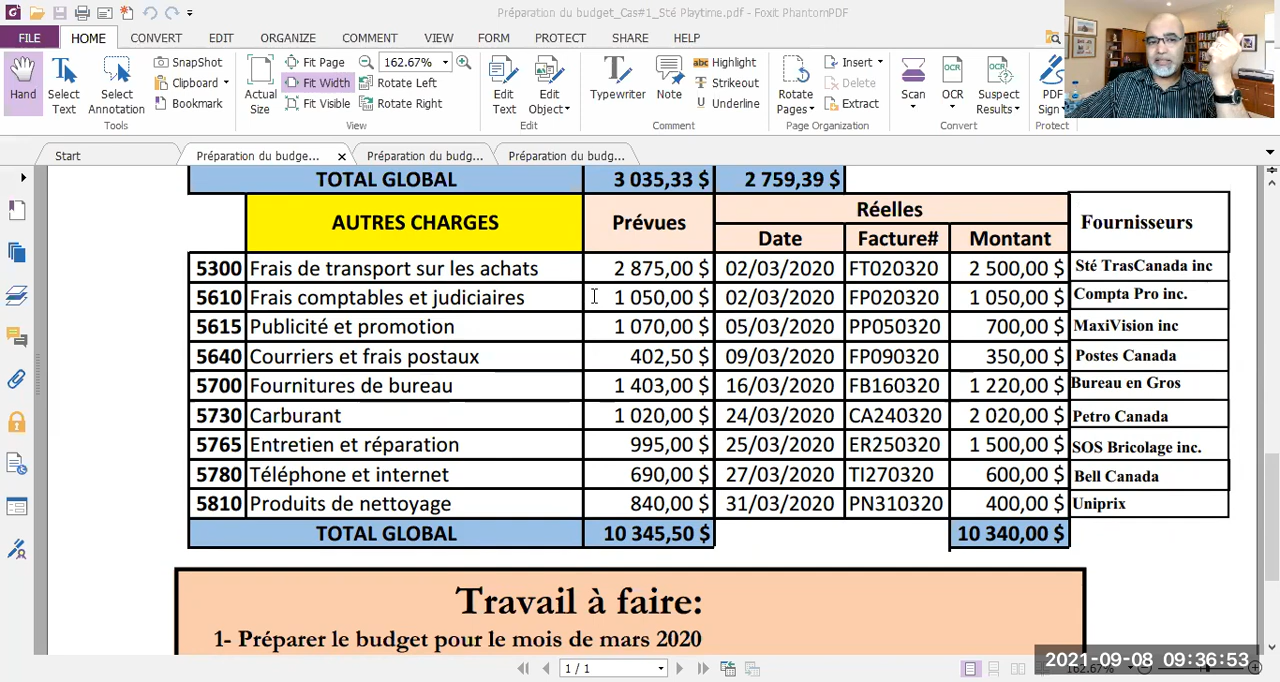 Préparation du budget_Cas#1_Sté Playtime.pdf - Foxit PhantomPDF
FILE HOME CONVERT EDIT ORGANIZE COMMENT VIEW FORM PROTECT SHARE HELP
Hand
Select Text
Select Annotation
SnapShot
Clipboard
Bookmark
Tools
Actual Size
Fit Page
Fit Width
Fit Visible
162.67%
Rotate Left
Rotate Right
View
Edit Text
Edit Object
Edit
Typewriter
Note
Highlight
Strikeout
Underline
Comment
Rotate Pages
Insert
Delete
Extract
Page Organization
Scan
OCR
Suspect Results
Convert
PDF Sign
Protect
Start Préparation du budge... Préparation du budg... Préparation du budg...
TOTAL GLOBAL 3 035,33 $ 2 759,39 $
AUTRES CHARGES Prévues Réelles Fournisseurs
Date Facture# Montant
5300 Frais de transport sur les achats 2 875,00 $ 02/03/2020 FT020320 2 500,00 $ Sté TrasCanada inc
5610 Frais comptables et judiciaires 1 050,00 $ 02/03/2020 FP020320 1 050,00 $ Compta Pro inc.
5615 Publicité et promotion 1 070,00 $ 05/03/2020 PP050320 700,00 $ MaxiVision inc
5640 Courriers et frais postaux 402,50 $ 09/03/2020 FP090320 350,00 $ Postes Canada
5700 Fournitures de bureau 1 403,00 $ 16/03/2020 FB160320 1 220,00 $ Bureau en Gros
5730 Carburant 1 020,00 $ 24/03/2020 CA240320 2 020,00 $ Petro Canada
5765 Entretien et réparation 995,00 $ 25/03/2020 ER250320 1 500,00 $ SOS Bricolage inc.
5780 Téléphone et internet 690,00 $ 27/03/2020 TI270320 600,00 $ Bell Canada
5810 Produits de nettoyage 840,00 $ 31/03/2020 PN310320 400,00 $ Uniprix
TOTAL GLOBAL 10 345,50 $ 10 340,00 $
Travail à faire:
1- Préparer le budget pour le mois de mars 2020
1 / 1
2021-09-08 09:36:53